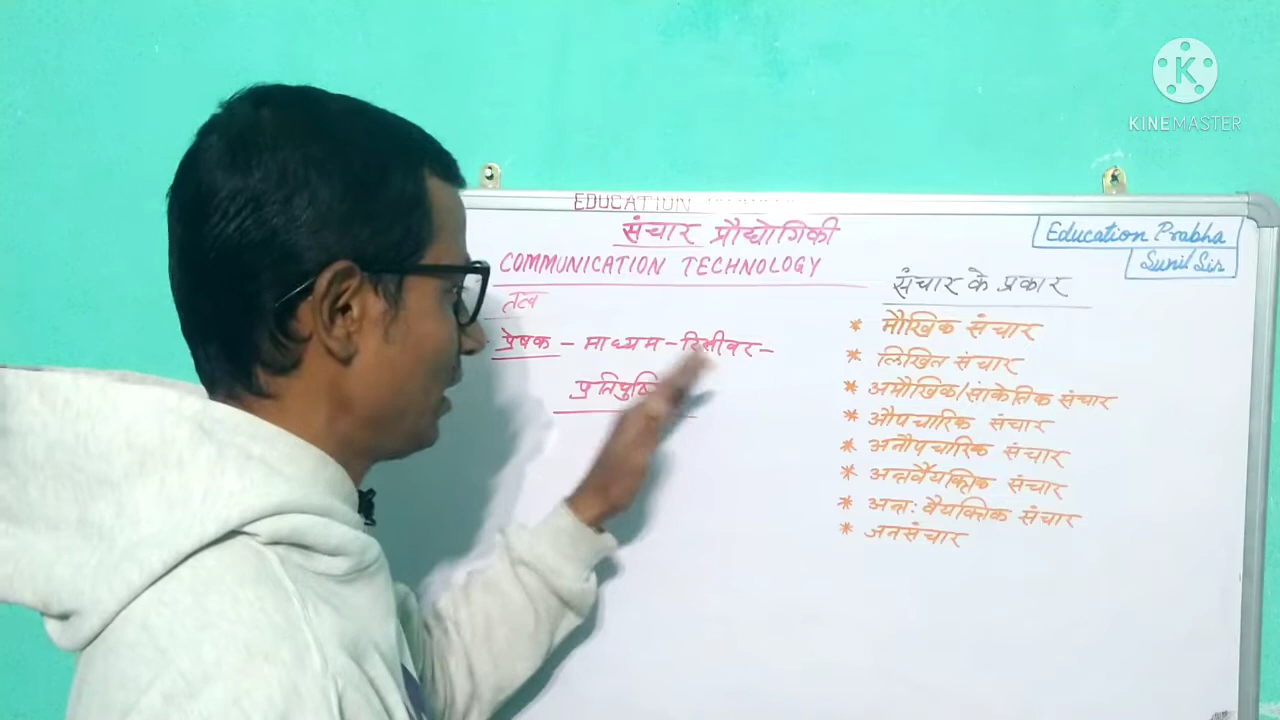 EDUCATION
संचार प्रौद्योगिकी
COMMUNICATION TECHNOLOGY
तत्व
प्रेषक - माध्यम - रिसीवर -
Education Prabha
Sunil Sir
संचार के प्रकार
* मौखिक संचार
* लिखित संचार
* अमौखिक/सांकेतिक संचार
* औपचारिक संचार
* अनौपचारिक संचार
* अन्तर्वैयक्तिक संचार
* अन्तः वैयक्तिक संचार
* जनसंचार
K
KINEMASTER